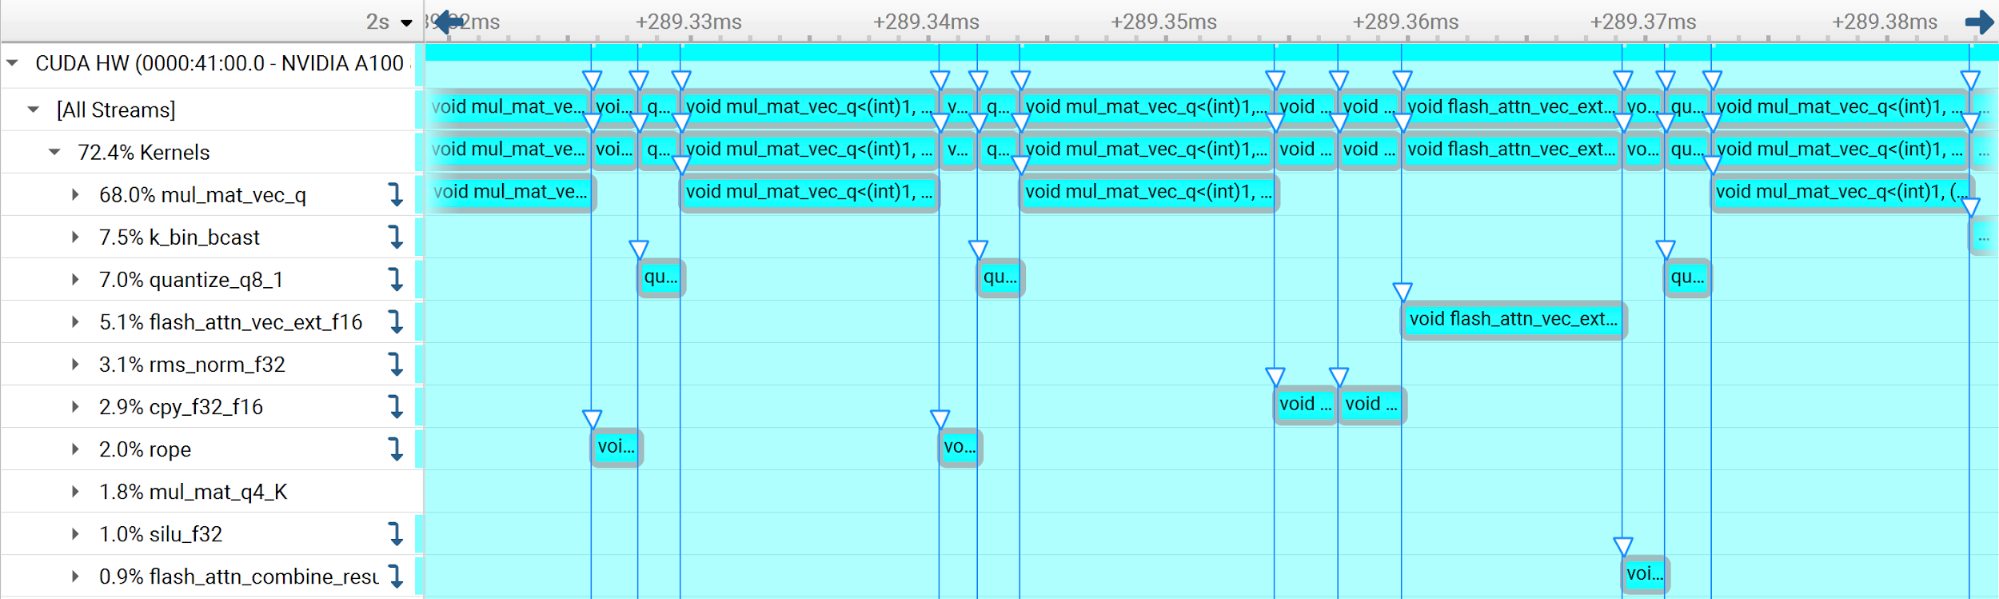 2s +289.33ms +289.34ms +289.35ms +289.36ms +289.37ms +289.38ms
CUDA HW (0000:41:00.0 - NVIDIA A100
[All Streams] void mul_mat_ve... voi... q... void mul_mat_vec_q<(int)1, ... v... q... void mul_mat_vec_q<(int)1,... void ... void ... void flash_attn_vec_ext... vo... qu... void mul_mat_vec_q<(int)1, ...
72.4% Kernels void mul_mat_ve... voi... q... void mul_mat_vec_q<(int)1, ... v... q... void mul_mat_vec_q<(int)1,... void ... void ... void flash_attn_vec_ext... vo... qu... void mul_mat_vec_q<(int)1, ... ...
68.0% mul_mat_vec_q void mul_mat_ve... void mul_mat_vec_q<(int)1, ... void mul_mat_vec_q<(int)1, ... void mul_mat_vec_q<(int)1, (...
7.5% k_bin_bcast ...
7.0% quantize_q8_1 qu... qu... qu...
5.1% flash_attn_vec_ext_f16 void flash_attn_vec_ext...
3.1% rms_norm_f32
2.9% cpy_f32_f16 void ... void ...
2.0% rope voi... vo...
1.8% mul_mat_q4_K
1.0% silu_f32
0.9% flash_attn_combine_resu voi...